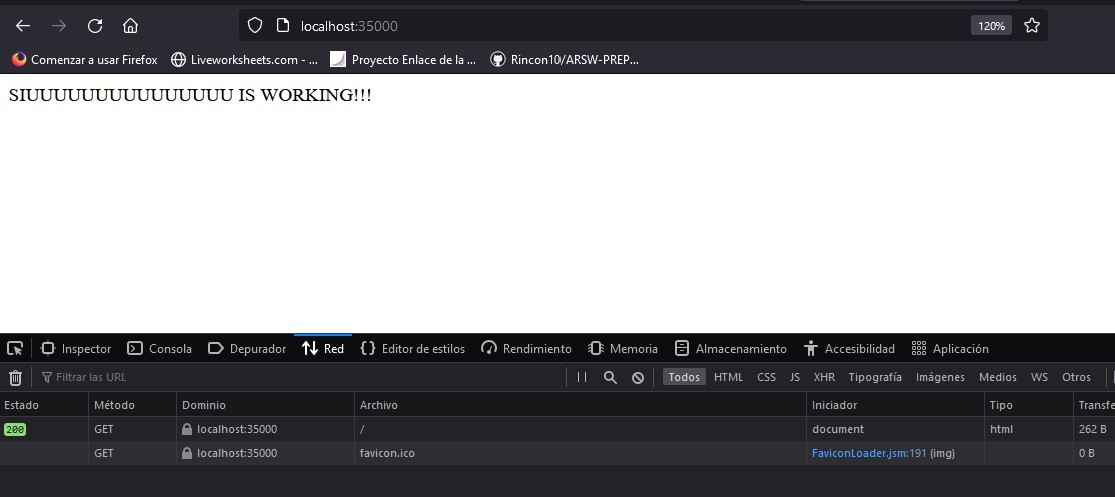 localhost:35000 120%
Comenzar a usar Firefox Liveworksheets.com - ... Proyecto Enlace de la ... Rincon10/ARSW-PREP...
SIUUUUUUUUUUUUUUU IS WORKING!!!
Inspector Consola Depurador Red Editor de estilos Rendimiento Memoria Almacenamiento Accesibilidad Aplicación
Filtrar las URL Todos HTML CSS JS XHR Tipografía Imágenes Medios WS Otros
Estado Método Dominio Archivo Iniciador Tipo Transfe
200 GET localhost:35000 / document html 262 B
GET localhost:35000 favicon.ico FaviconLoader.jsm:191 (img) 0 B